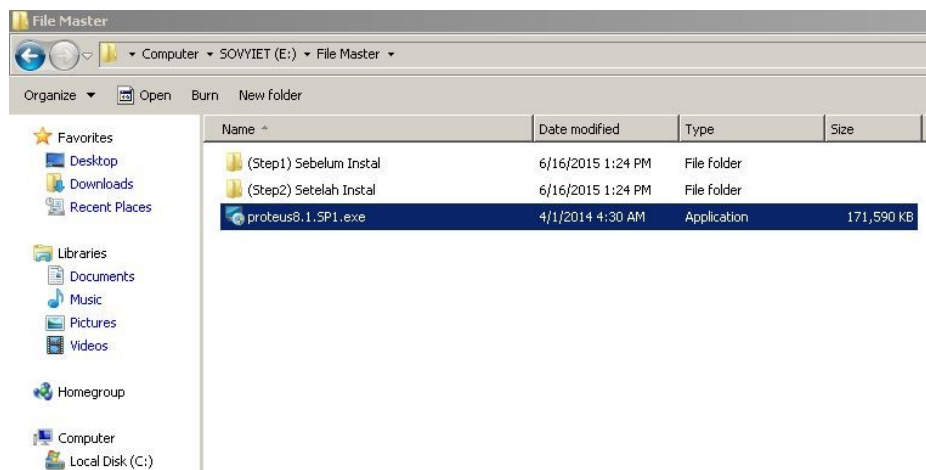 File Master
Computer SOVYIET (E:) File Master
Organize Open Burn New folder
Name Date modified Type Size
Favorites
Desktop
Downloads
Recent Places
Libraries
Documents
Music
Pictures
Videos
Homegroup
Computer
Local Disk (C:)
(Step1) Sebelum Instal 6/16/2015 1:24 PM File folder
(Step2) Setelah Instal 6/16/2015 1:24 PM File folder
proteus8.1.SP1.exe 4/1/2014 4:30 AM Application 171,590 KB